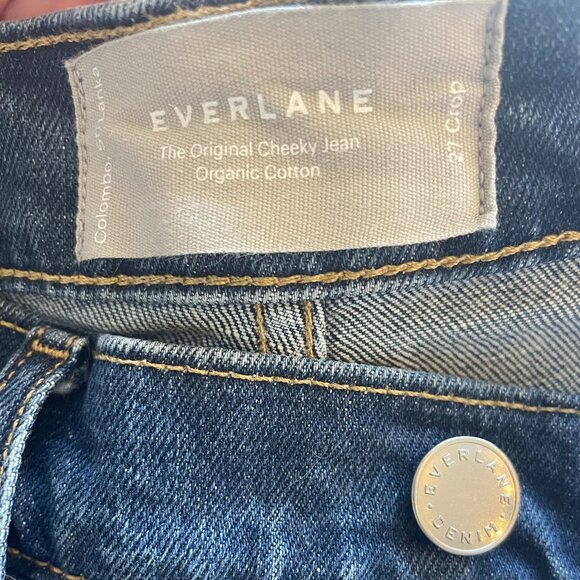 EVERLANE
The Original Cheeky Jean
Organic Cotton
Colombo, Sri Lanka
27 Crop
· EVERLANE ·
DENIM